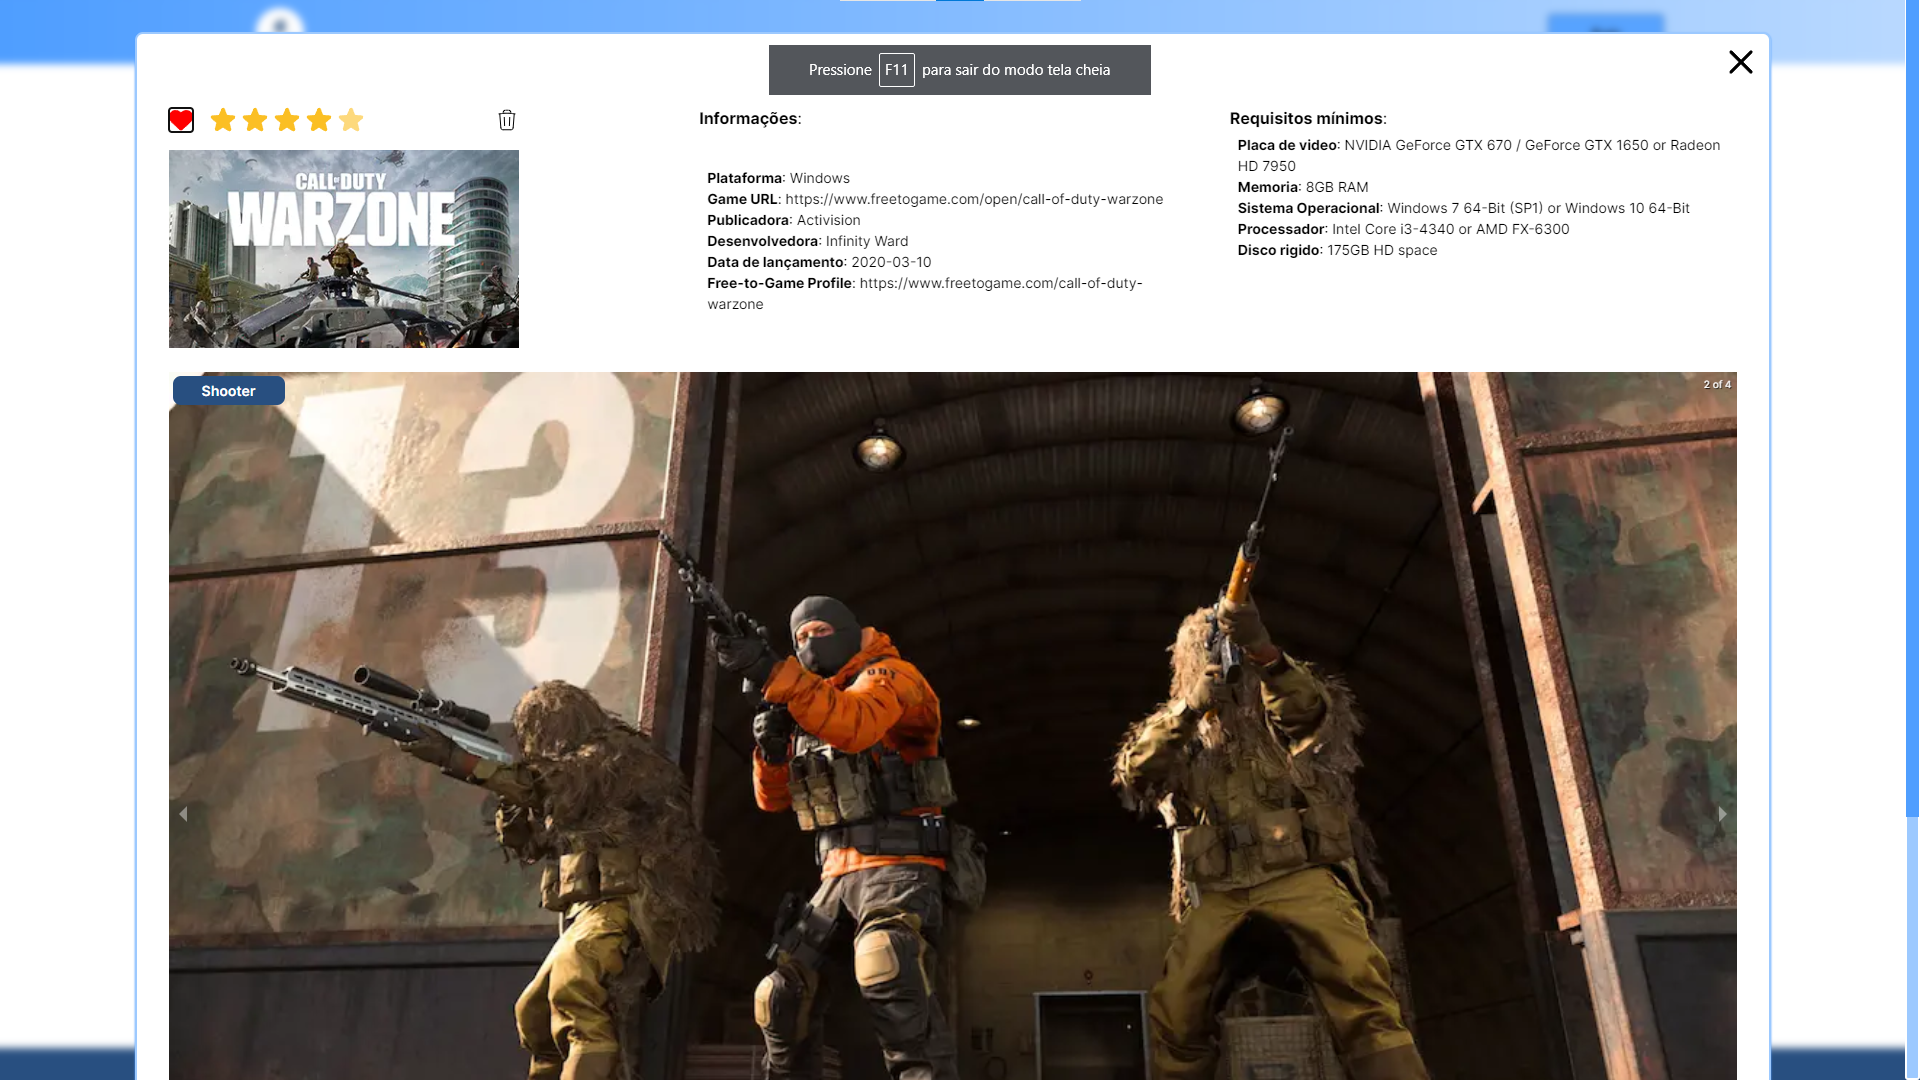 Pressione F11 para sair do modo tela cheia
Informações:
Plataforma: Windows
Game URL: https://www.freetogame.com/open/call-of-duty-warzone
Publicadora: Activision
Desenvolvedora: Infinity Ward
Data de lançamento: 2020-03-10
Free-to-Game Profile: https://www.freetogame.com/call-of-duty-
warzone
Requisitos mínimos:
Placa de video: NVIDIA GeForce GTX 670 / GeForce GTX 1650 or Radeon
HD 7950
Memoria: 8GB RAM
Sistema Operacional: Windows 7 64-Bit (SP1) or Windows 10 64-Bit
Processador: Intel Core i3-4340 or AMD FX-6300
Disco rigido: 175GB HD space
CALL OF DUTY
WARZONE
Shooter
2 of 4
13